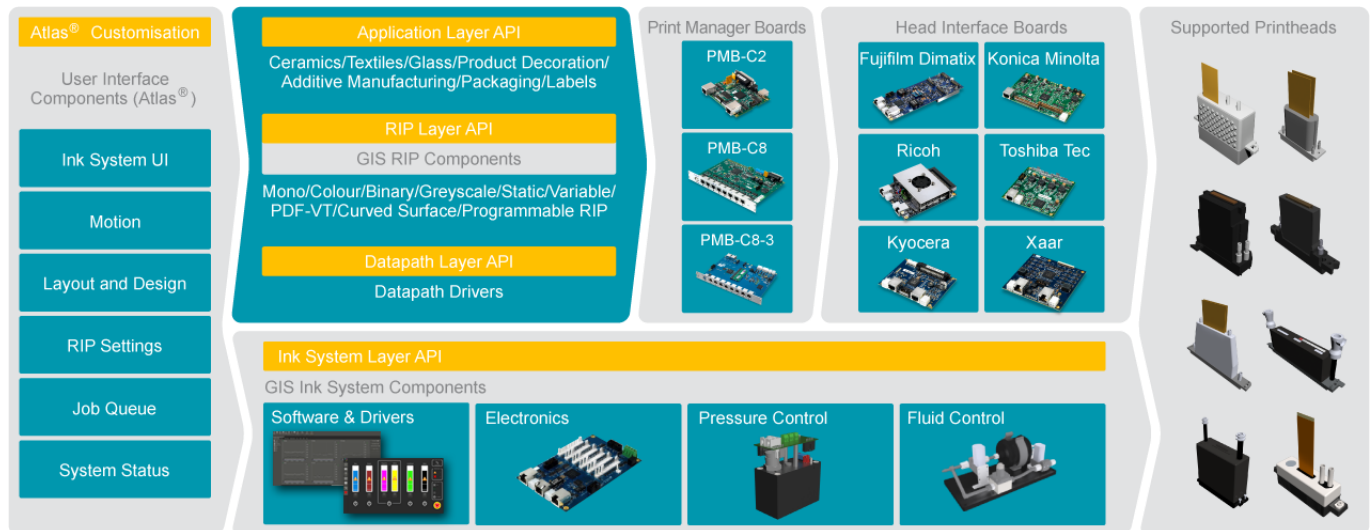 Atlas® Customisation
User Interface
Components (Atlas®)
Ink System UI
Motion
Layout and Design
RIP Settings
Job Queue
System Status
Application Layer API
Ceramics/Textiles/Glass/Product Decoration/
Additive Manufacturing/Packaging/Labels
RIP Layer API
GIS RIP Components
Mono/Colour/Binary/Greyscale/Static/Variable/
PDF-VT/Curved Surface/Programmable RIP
Datapath Layer API
Datapath Drivers
Print Manager Boards
PMB-C2
PMB-C8
PMB-C8-3
Head Interface Boards
Fujifilm Dimatix
Konica Minolta
Ricoh
Toshiba Tec
Kyocera
Xaar
Ink System Layer API
GIS Ink System Components
Software & Drivers
Electronics
Pressure Control
Fluid Control
Supported Printheads